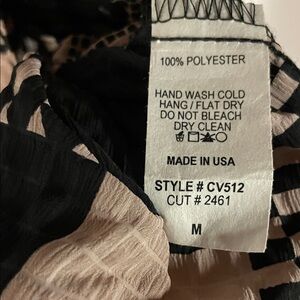 100% POLYESTER
HAND WASH COLD
HANG / FLAT DRY
DO NOT BLEACH
DRY CLEAN
MADE IN USA
STYLE # CV512
CUT # 2461
M